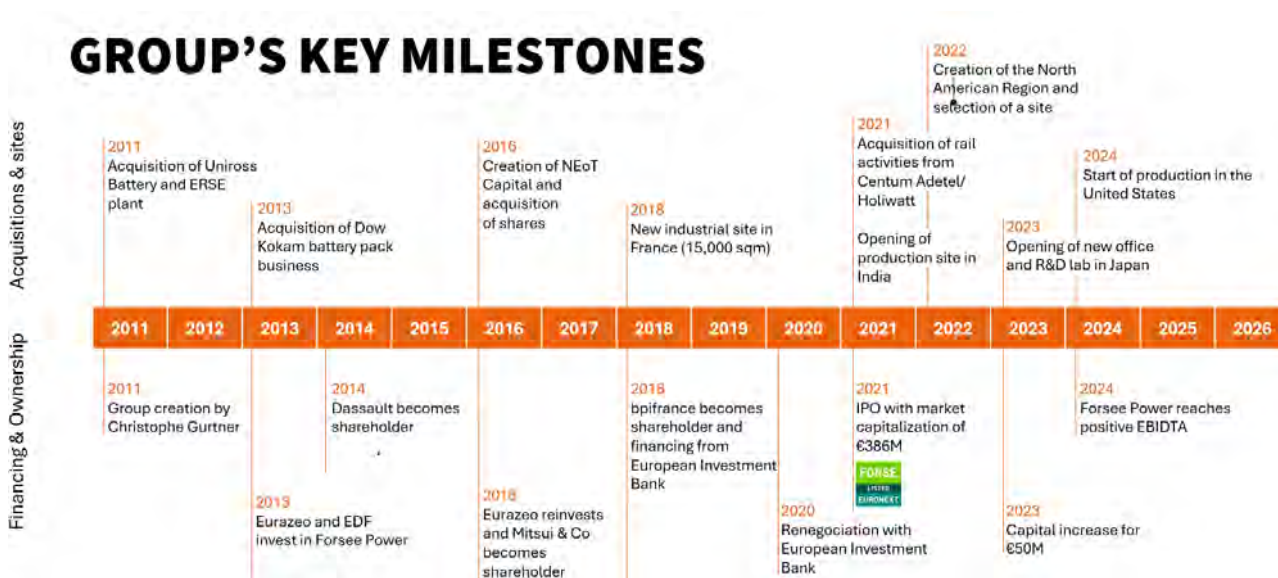 GROUP'S KEY MILESTONES
Acquisitions & sites
2011
Acquisition of Uniross
Battery and ERSE
plant
2013
Acquisition of Dow
Kokam battery pack
business
2016
Creation of NEoT
Capital and
acquisition
of shares
2018
New industrial site in
France (15,000 sqm)
2021
Acquisition of rail
activities from
Centum Adetel/
Holiwatt
Opening of
production site in
India
2022
Creation of the North
American Region and
selection of a site
2023
Opening of new office
and R&D lab in Japan
2024
Start of production in the
United States
2011 2012 2013 2014 2015 2016 2017 2018 2019 2020 2021 2022 2023 2024 2025 2026
Financing & Ownership
2011
Group creation by
Christophe Gurtner
2013
Eurazeo and EDF
invest in Forsee Power
2014
Dassault becomes
shareholder
2016
Eurazeo reinvests
and Mitsui & Co
becomes
shareholder
2018
bpifrance becomes
shareholder and
financing from
European Investment
Bank
2020
Renegociation with
European Investment
Bank
2021
IPO with market
capitalization of
€386M
FORSE
LISTED
EURONEXT
2023
Capital increase for
€50M
2024
Forsee Power reaches
positive EBIDTA